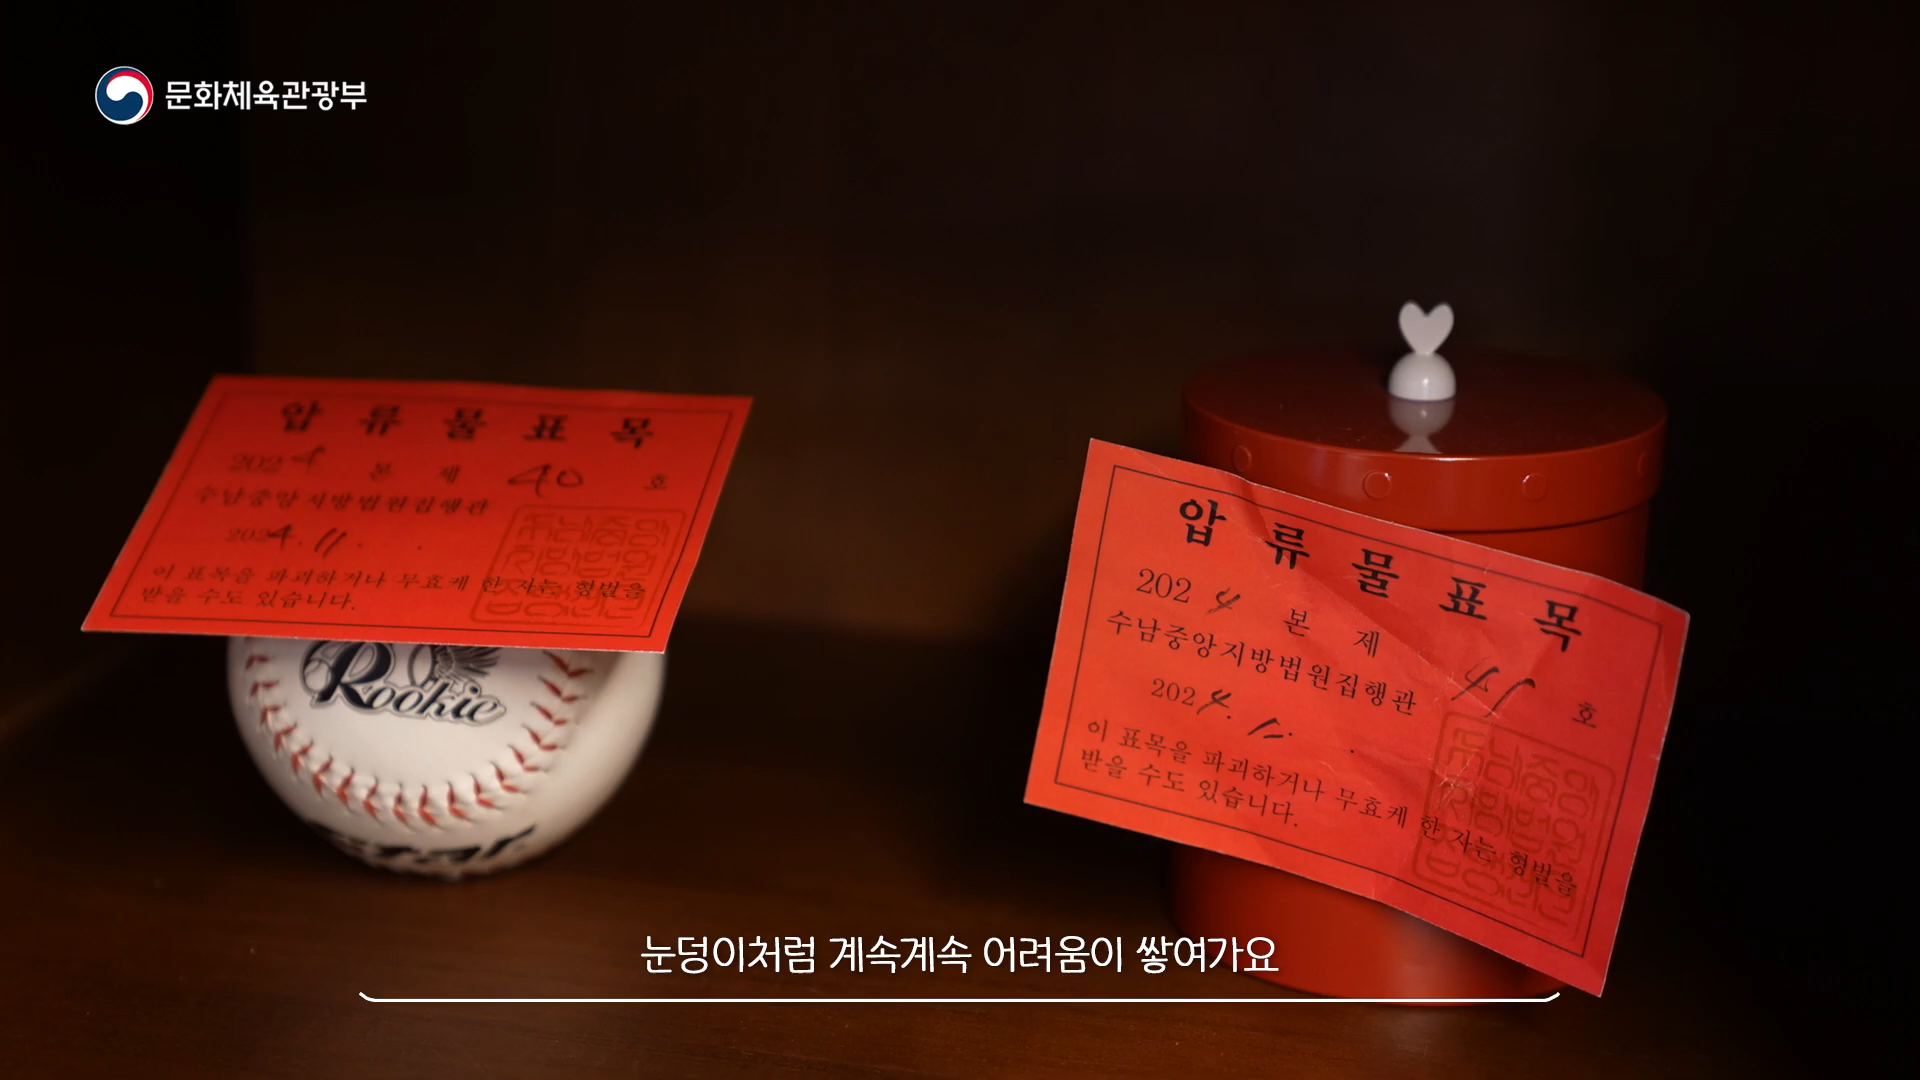 문화체육관광부
압류물표목
2024 본 제 40 호
수남중앙지방법원집행관
2024. 11. .
이 표목을 파괴하거나 무효케 한 자는 형벌을
받을 수도 있습니다.
Rookie
압류물표목
2024 본 제 호
수남중앙지방법원집행관
2024. 11. .
이 표목을 파괴하거나 무효케 한 자는 형벌을
받을 수도 있습니다.
눈덩이처럼 계속계속 어려움이 쌓여가요